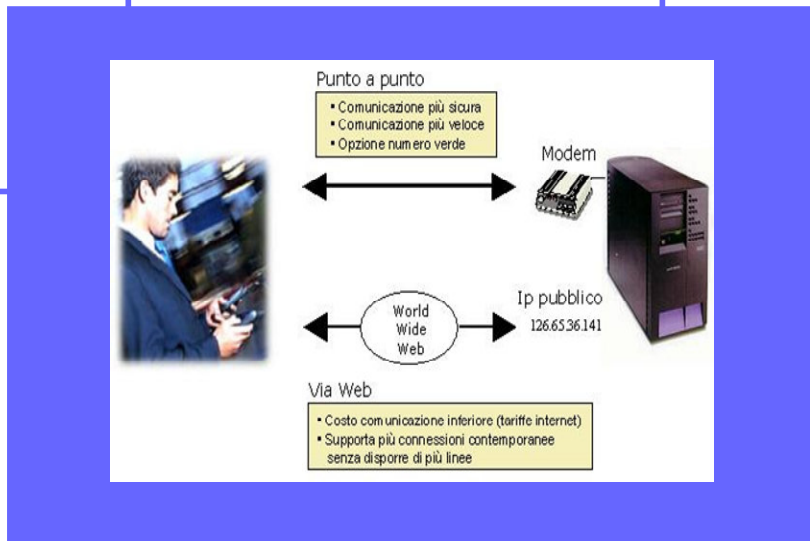 Punto a punto
▪ Comunicazione più sicura
▪ Comunicazione più veloce
▪ Opzione numero verde
Modem
World
Wide
Web
Ip pubblico
126.65.36.141
Via Web
▪ Costo comunicazione inferiore (tariffe internet)
▪ Supporta più connessioni contemporanee
senza disporre di più linee